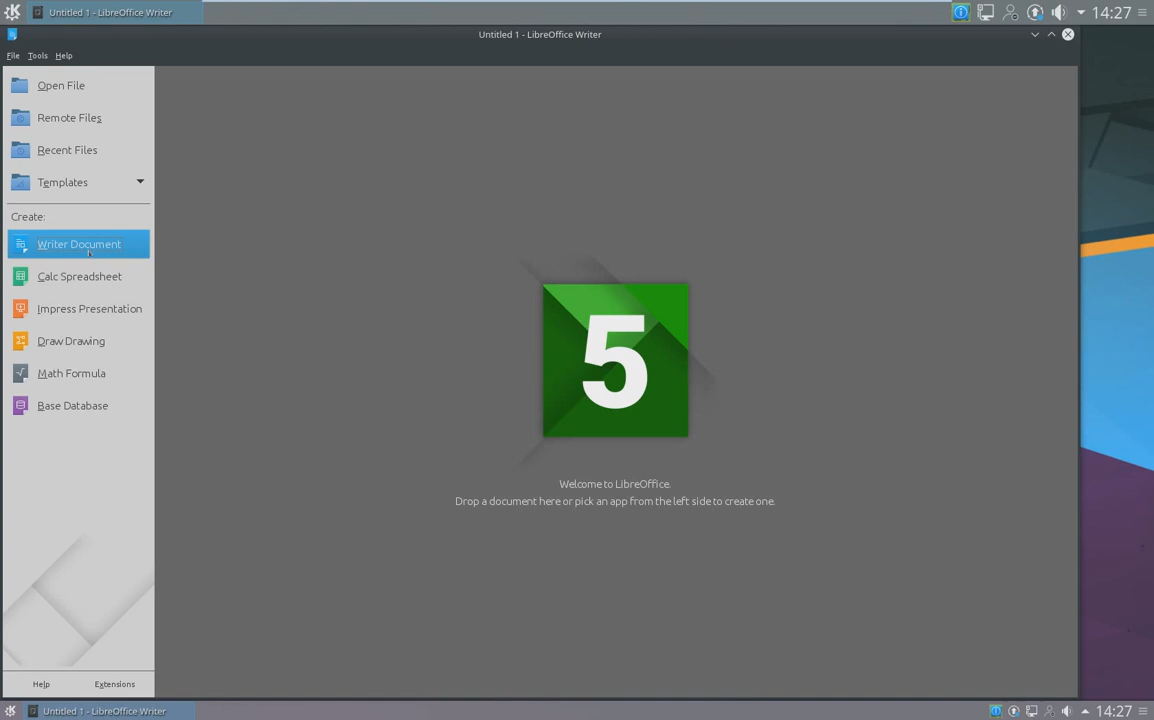 Untitled 1 - LibreOffice Writer
14:27
Untitled 1 - LibreOffice Writer
File Tools Help
Open File
Remote Files
Recent Files
Templates
Create:
Writer Document
Calc Spreadsheet
Impress Presentation
Draw Drawing
Math Formula
Base Database
5
Welcome to LibreOffice.
Drop a document here or pick an app from the left side to create one.
Help Extensions
Untitled 1 - LibreOffice Writer
14:27